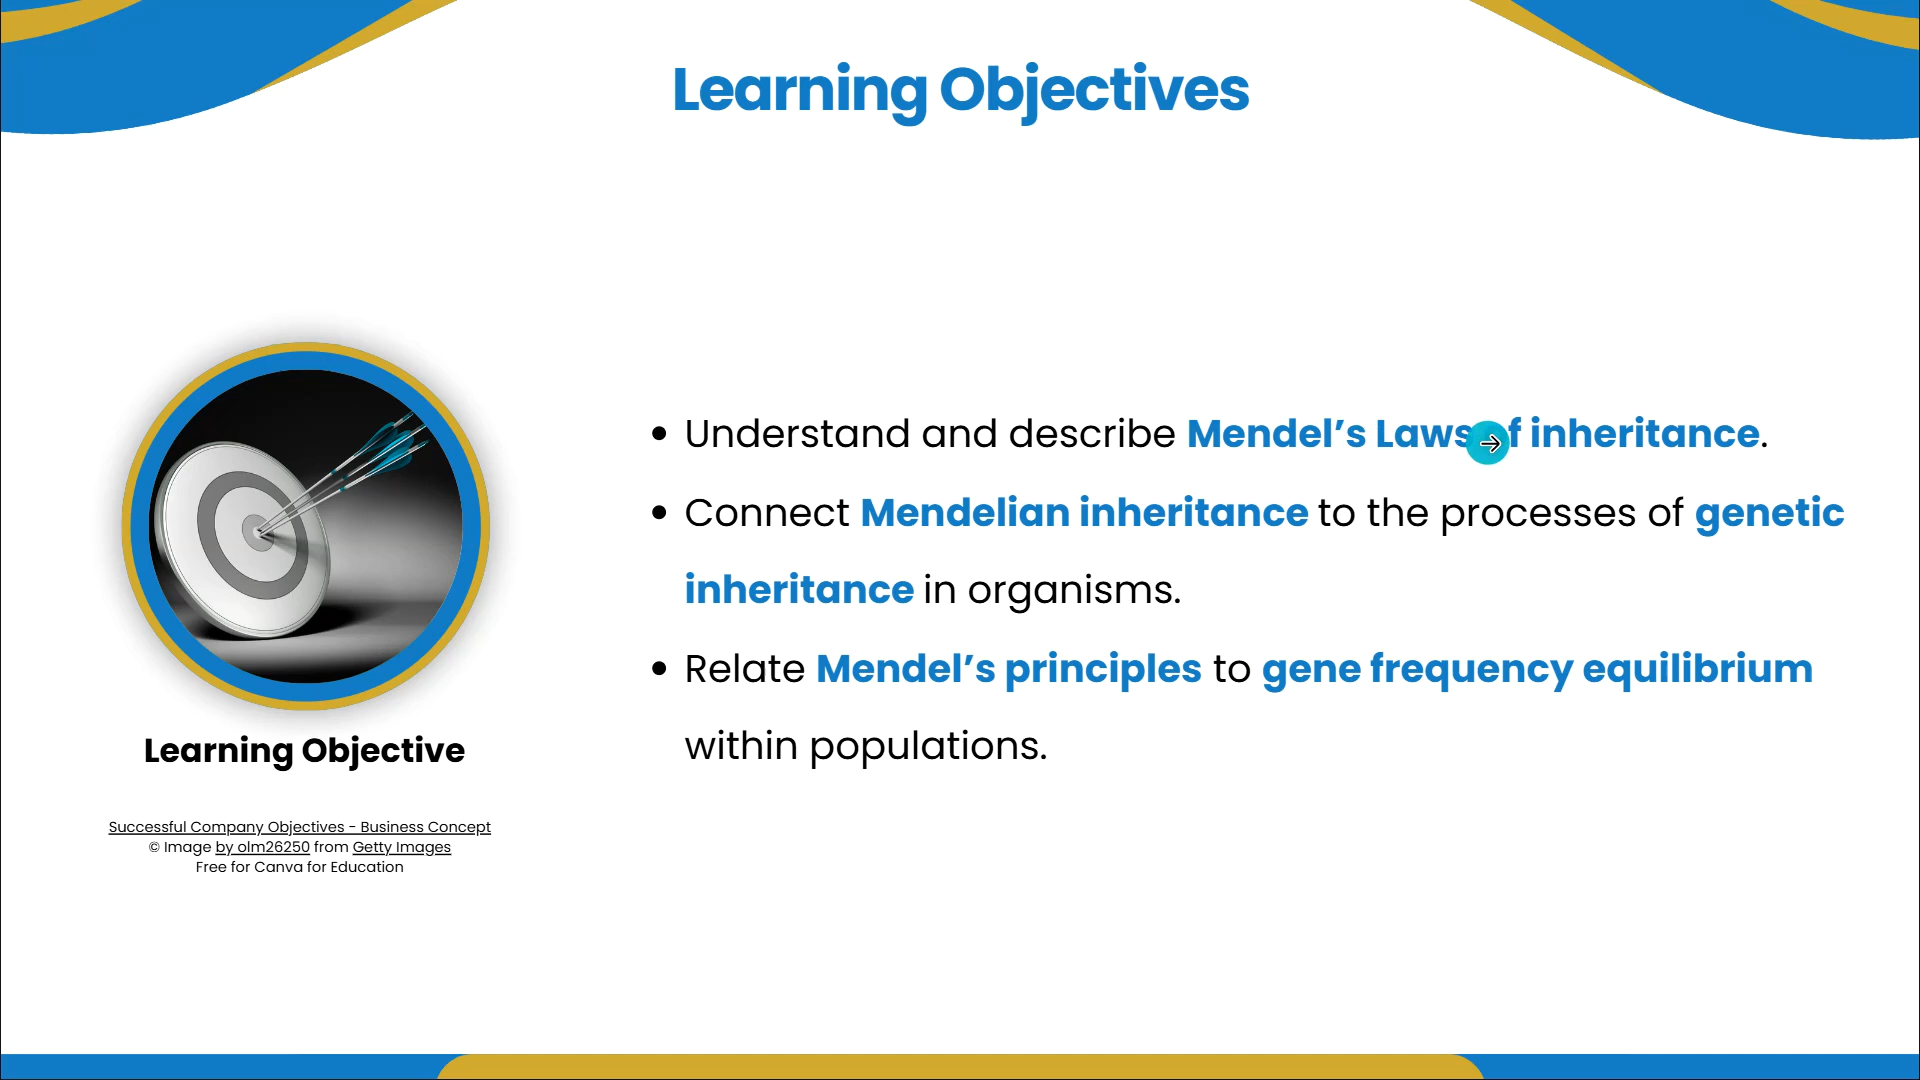 Learning Objectives
• Understand and describe Mendel’s Laws of inheritance.
• Connect Mendelian inheritance to the processes of genetic
inheritance in organisms.
• Relate Mendel’s principles to gene frequency equilibrium
within populations.
Learning Objective
Successful Company Objectives - Business Concept
© Image by olm26250 from Getty Images
Free for Canva for Education